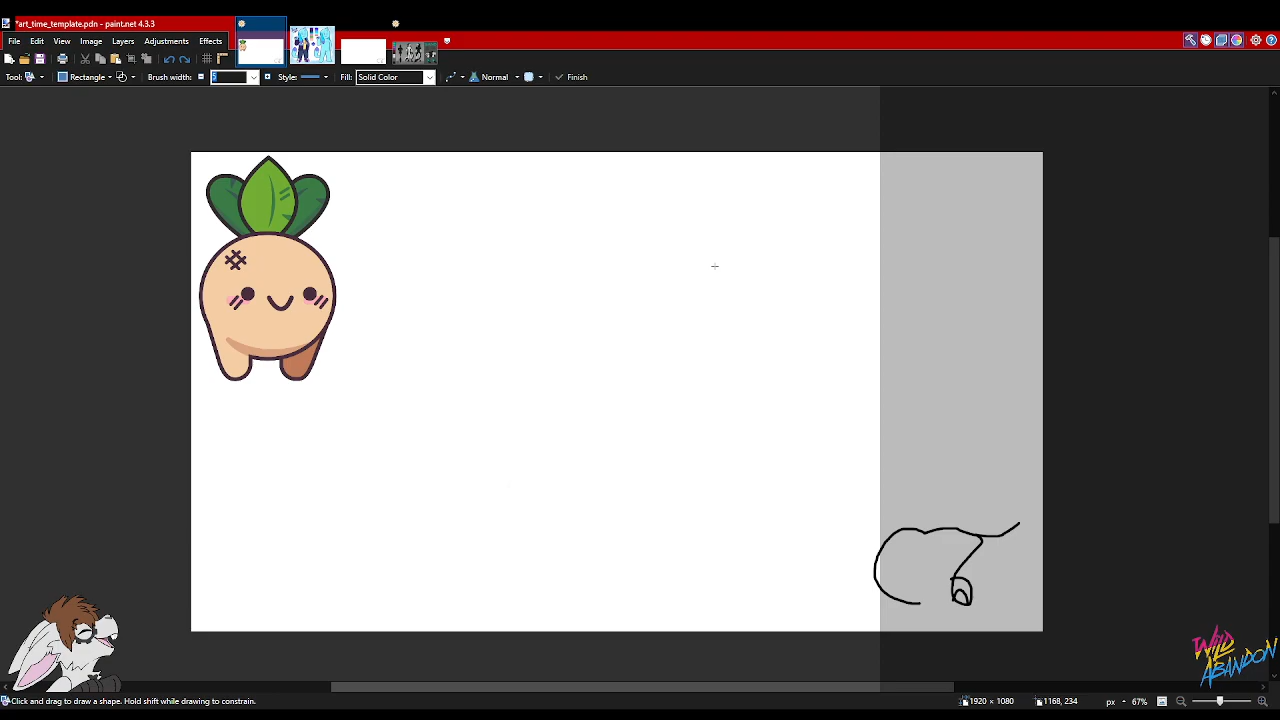 *art_time_template.pdn - paint.net 4.3.3
File Edit View Image Layers Adjustments Effects
Tool: Rectangle Brush width: 5 Style: Fill: Solid Color Normal Finish
WILD
ABANDON
Click and drag to draw a shape. Hold shift while drawing to constrain. 1920 × 1080 1168, 234 px 67%